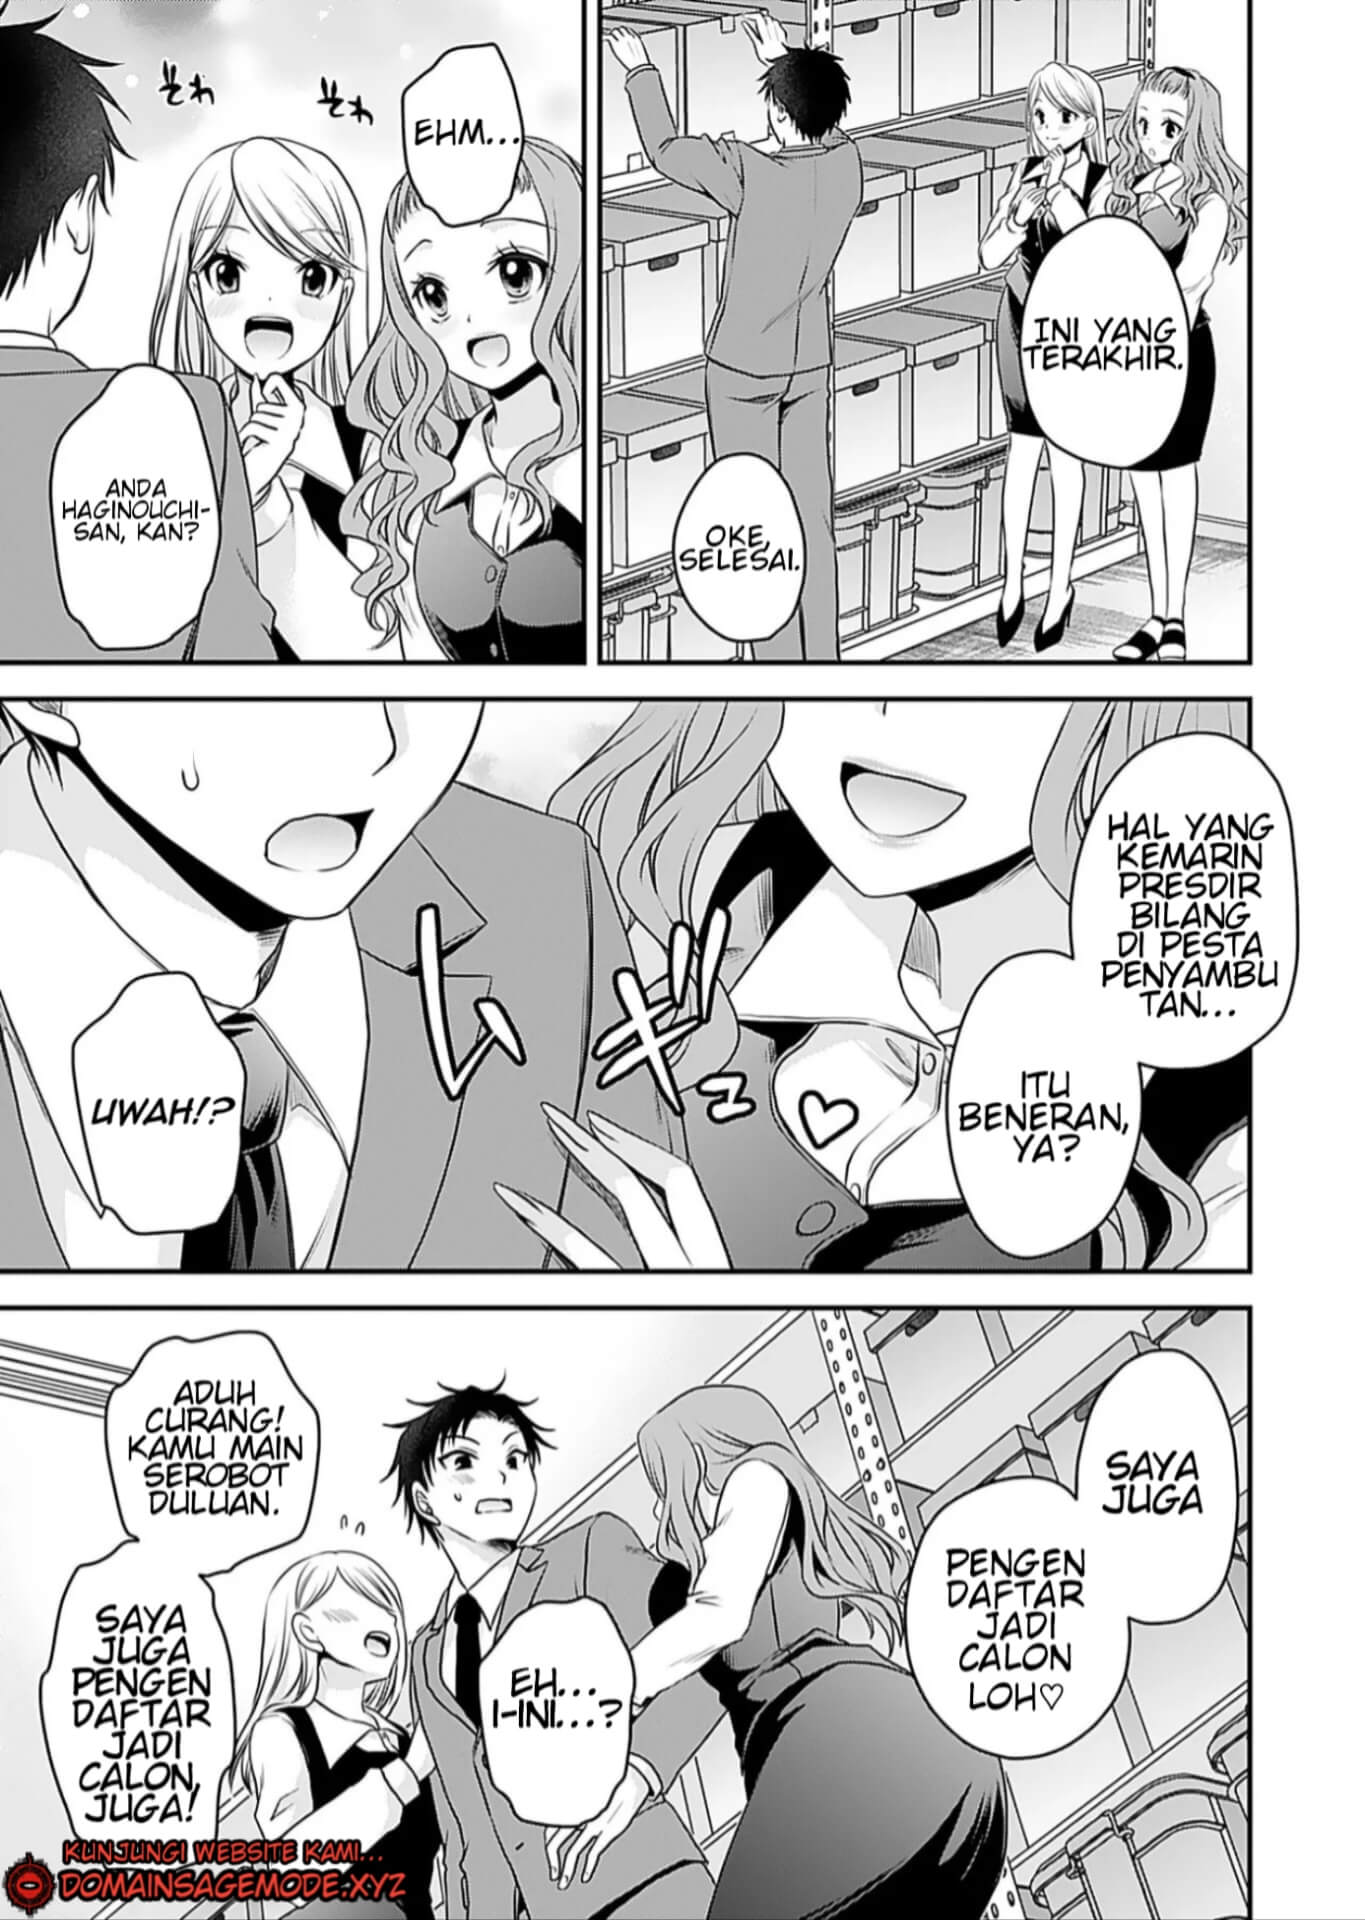 INI YANG
TERAKHIR.
OKE,
SELESAI.
EHM...
そわ
そわ
ANDA
HAGINOUCHI-
SAN, KAN?
HAL YANG
KEMARIN
PRESDIR
BILANG
DI PESTA
PENYAMBU
TAN...
ITU
BENERAN,
YA?
ムギュ
UWAH!?
SAYA
JUGA
PENGEN
DAFTAR
JADI
CALON
LOH♡
EH...
I-INI...?
ADUH
CURANG!
KAMU MAIN
SEROBOT
DULUAN.
SAYA
JUGA
PENGEN
DAFTAR
JADI
CALON,
JUGA!
KUNJUNGI WEBSITE KAMI...
DOMAINSAGEMODE.XYZ